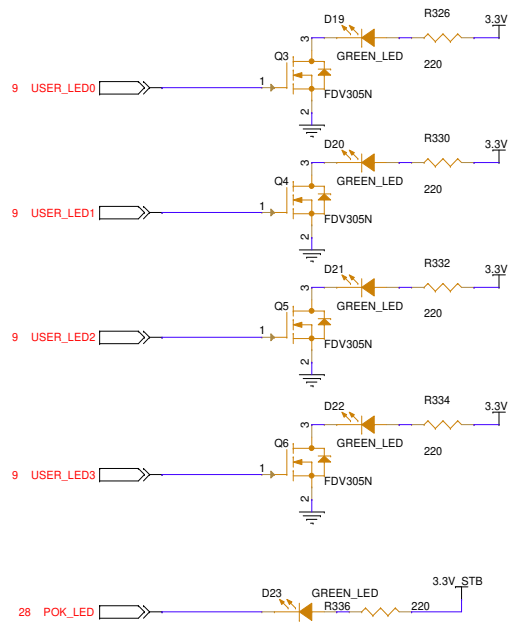 D19 R326 3.3V
3
Q3 GREEN_LED
220
1
9 USER_LED0
FDV305N
2
D20 R330 3.3V
3
Q4 GREEN_LED
220
1
9 USER_LED1
FDV305N
2
D21 R332 3.3V
3
Q5 GREEN_LED
220
1
9 USER_LED2
FDV305N
2
D22 R334 3.3V
3
Q6 GREEN_LED
220
1
9 USER_LED3
FDV305N
2
3.3V_STB
D23 GREEN_LED
R336 220
28 POK_LED